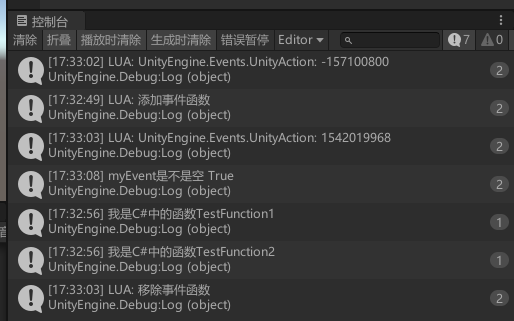 控制台
清除 折叠 播放时清除 生成时清除 错误暂停 Editor 7 0
[17:33:02] LUA: UnityEngine.Events.UnityAction: -157100800
UnityEngine.Debug:Log (object)
2
[17:32:49] LUA: 添加事件函数
UnityEngine.Debug:Log (object)
2
[17:33:03] LUA: UnityEngine.Events.UnityAction: 1542019968
UnityEngine.Debug:Log (object)
2
[17:33:08] myEvent是不是空 True
UnityEngine.Debug:Log (object)
2
[17:32:56] 我是C#中的函数TestFunction1
UnityEngine.Debug:Log (object)
1
[17:32:56] 我是C#中的函数TestFunction2
UnityEngine.Debug:Log (object)
1
[17:33:03] LUA: 移除事件函数
UnityEngine.Debug:Log (object)
2